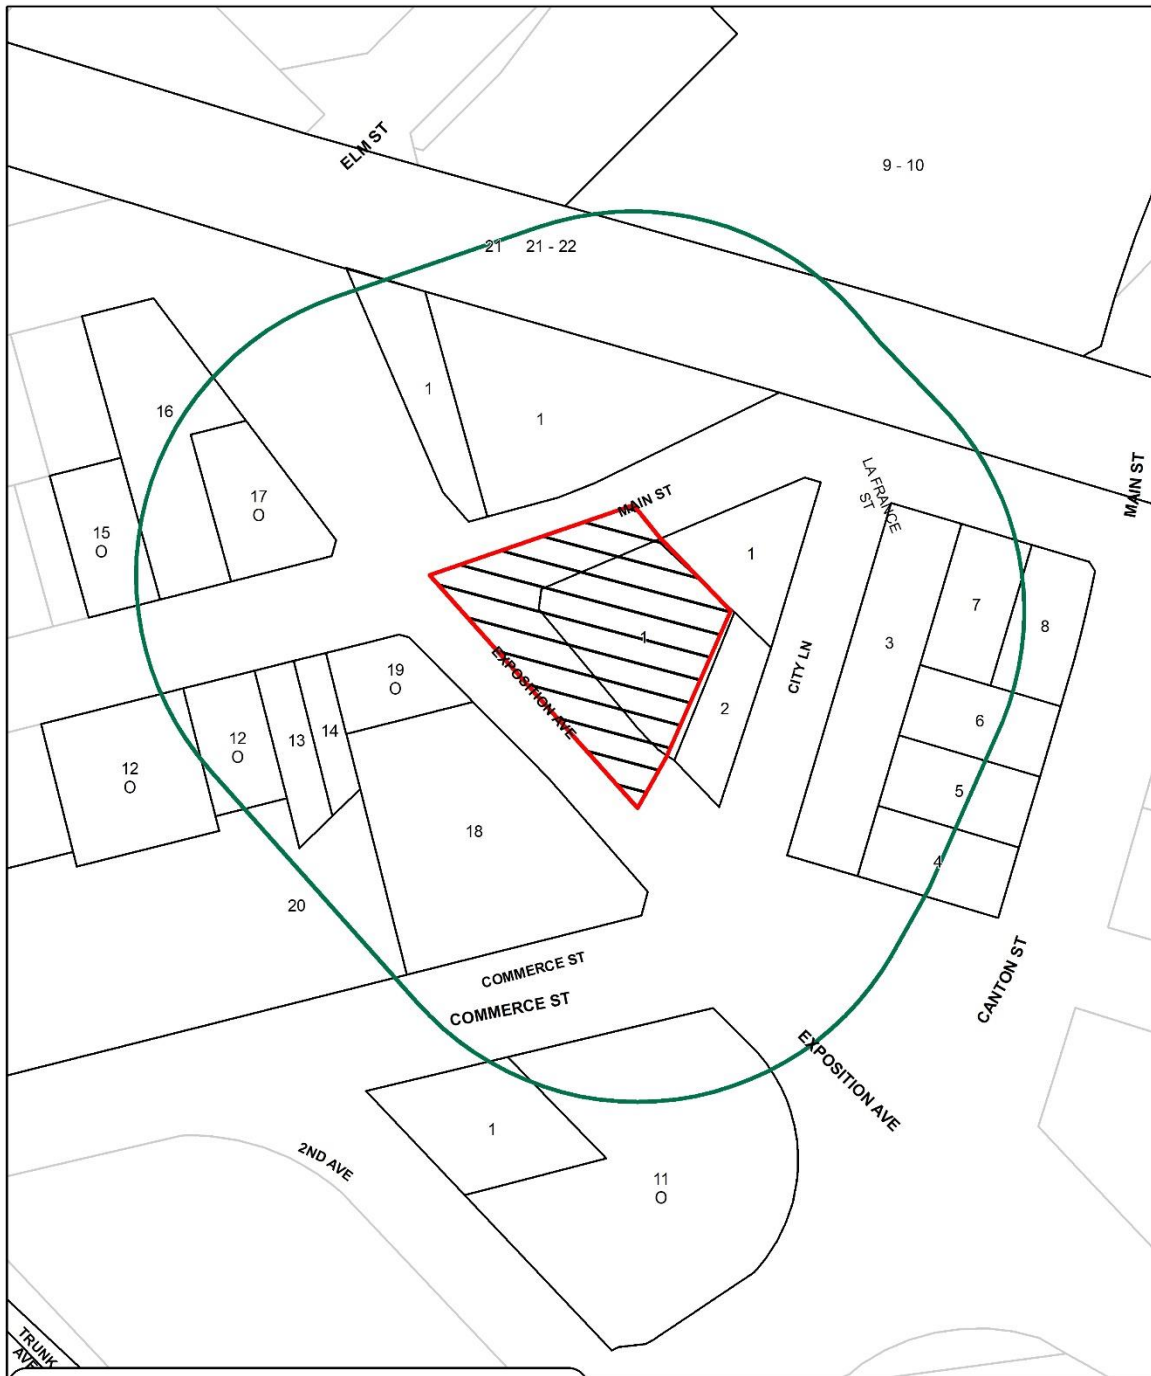 ELM ST
9 - 10
21
21 - 22
1
1
16
17
O
15
O
MAIN ST
LA FRANCE
ST
MAIN ST
1
1
7
8
3
CITY LN
2
6
5
4
EXPOSITION AVE
19
O
14
13
12
O
12
O
18
20
COMMERCE ST
COMMERCE ST
CANTON ST
EXPOSITION AVE
1
2ND AVE
11
O
TRUNK
AVE